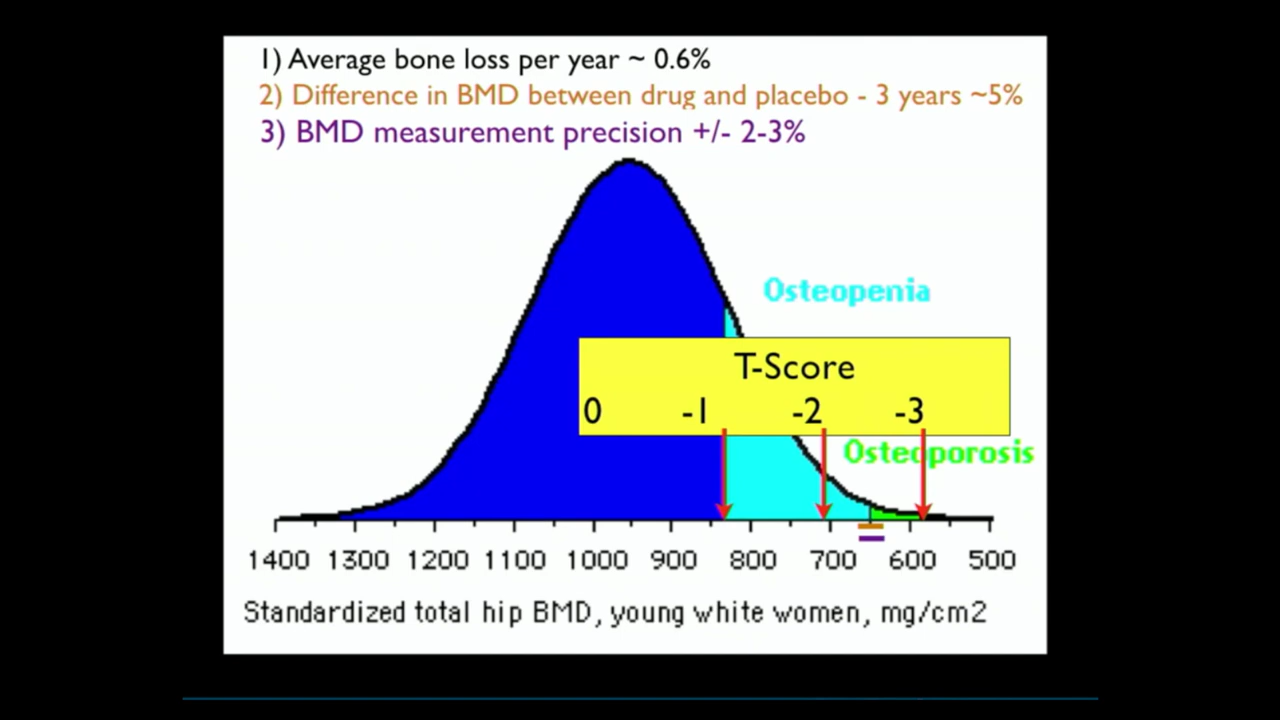 1) Average bone loss per year ~ 0.6%
2) Difference in BMD between drug and placebo - 3 years ~5%
3) BMD measurement precision +/- 2-3%
Osteopenia
T-Score
0 -1 -2 -3
Osteoporosis
1400 1300 1200 1100 1000 900 800 700 600 500
Standardized total hip BMD, young white women, mg/cm2